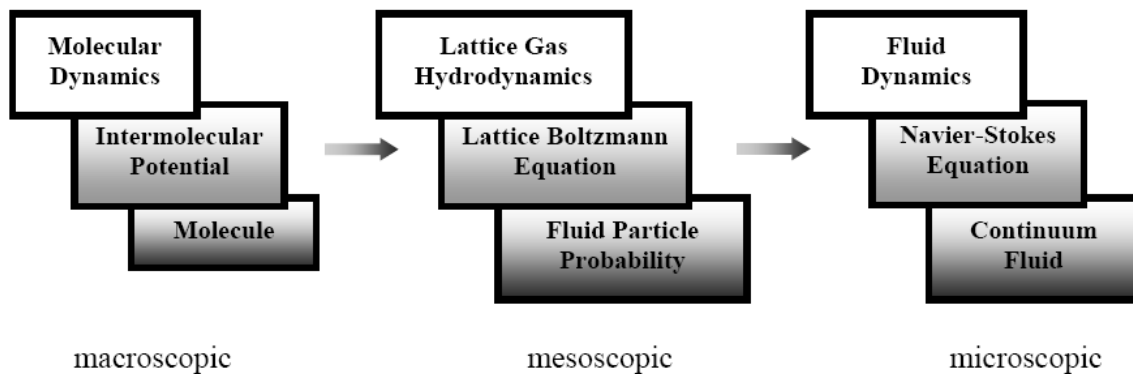 Molecular
Dynamics
Intermolecular
Potential
Molecule
macroscopic
Lattice Gas
Hydrodynamics
Lattice Boltzmann
Equation
Fluid Particle
Probability
mesoscopic
Fluid
Dynamics
Navier-Stokes
Equation
Continuum
Fluid
microscopic